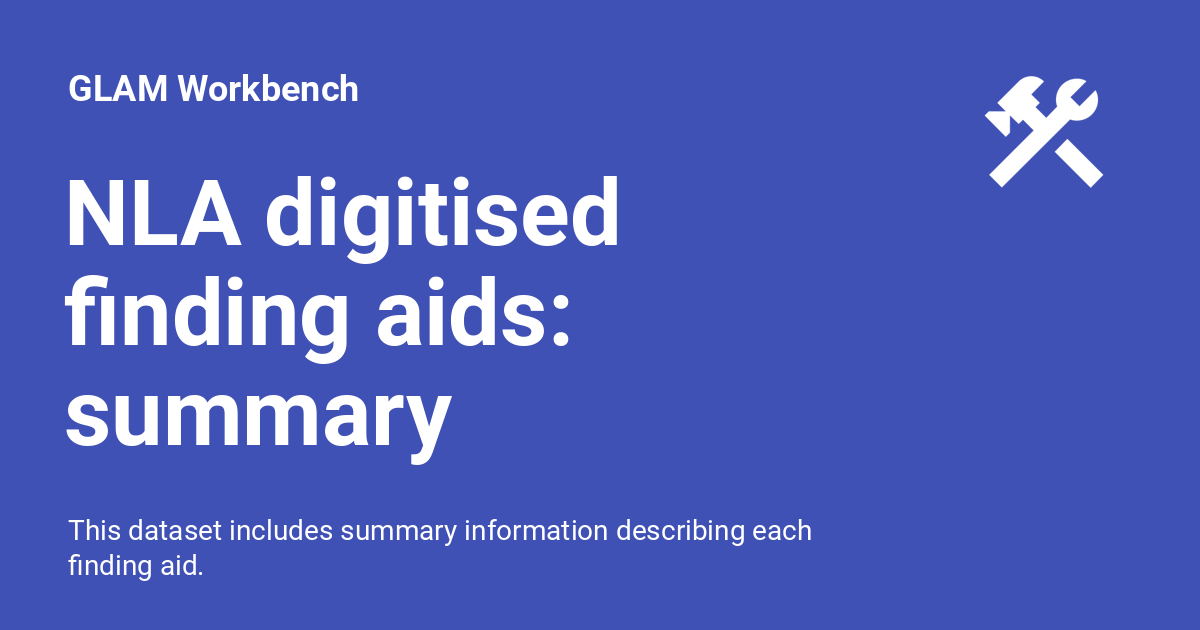 GLAM Workbench
NLA digitised
finding aids:
summary
This dataset includes summary information describing each
finding aid.